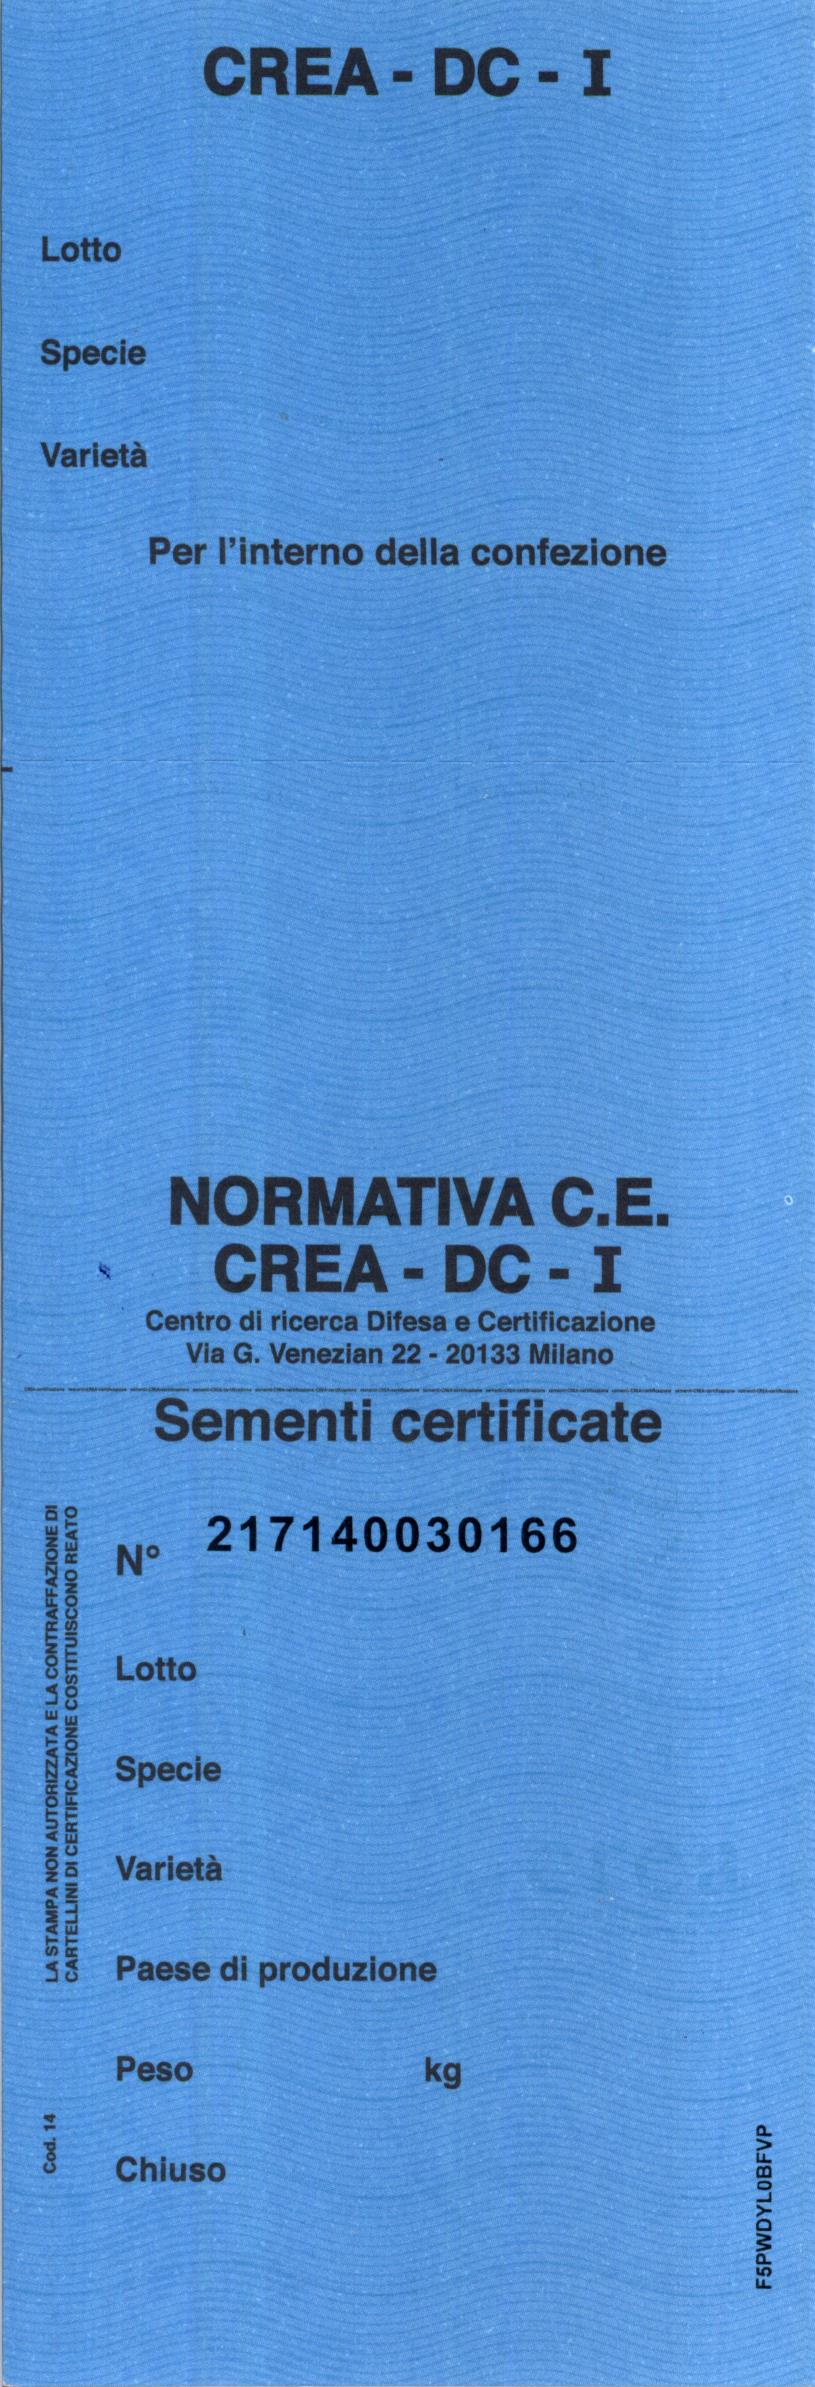 CREA - DC - I
Lotto
Specie
Varietà
Per l'interno della confezione
NORMATIVA C.E.
CREA - DC - I
Centro di ricerca Difesa e Certificazione
Via G. Venezian 22 - 20133 Milano
Sementi certificate
N° 217140030166
Lotto
Specie
Varietà
Paese di produzione
Peso kg
Chiuso
LA STAMPA NON AUTORIZZATA E LA CONTRAFFAZIONE DI
CARTELLINI DI CERTIFICAZIONE COSTITUISCONO REATO
Cod. 14
F5PWDYL0BFVP